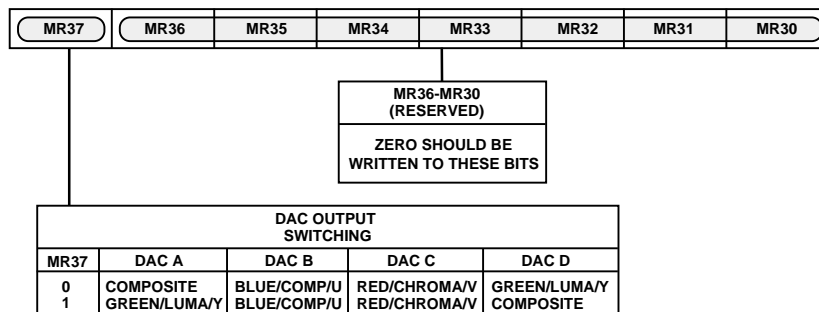 MR37 MR36 MR35 MR34 MR33 MR32 MR31 MR30
MR36-MR30
(RESERVED)
ZERO SHOULD BE
WRITTEN TO THESE BITS
DAC OUTPUT
SWITCHING
MR37 DAC A DAC B DAC C DAC D
0 COMPOSITE BLUE/COMP/U RED/CHROMA/V GREEN/LUMA/Y
1 GREEN/LUMA/Y BLUE/COMP/U RED/CHROMA/V COMPOSITE